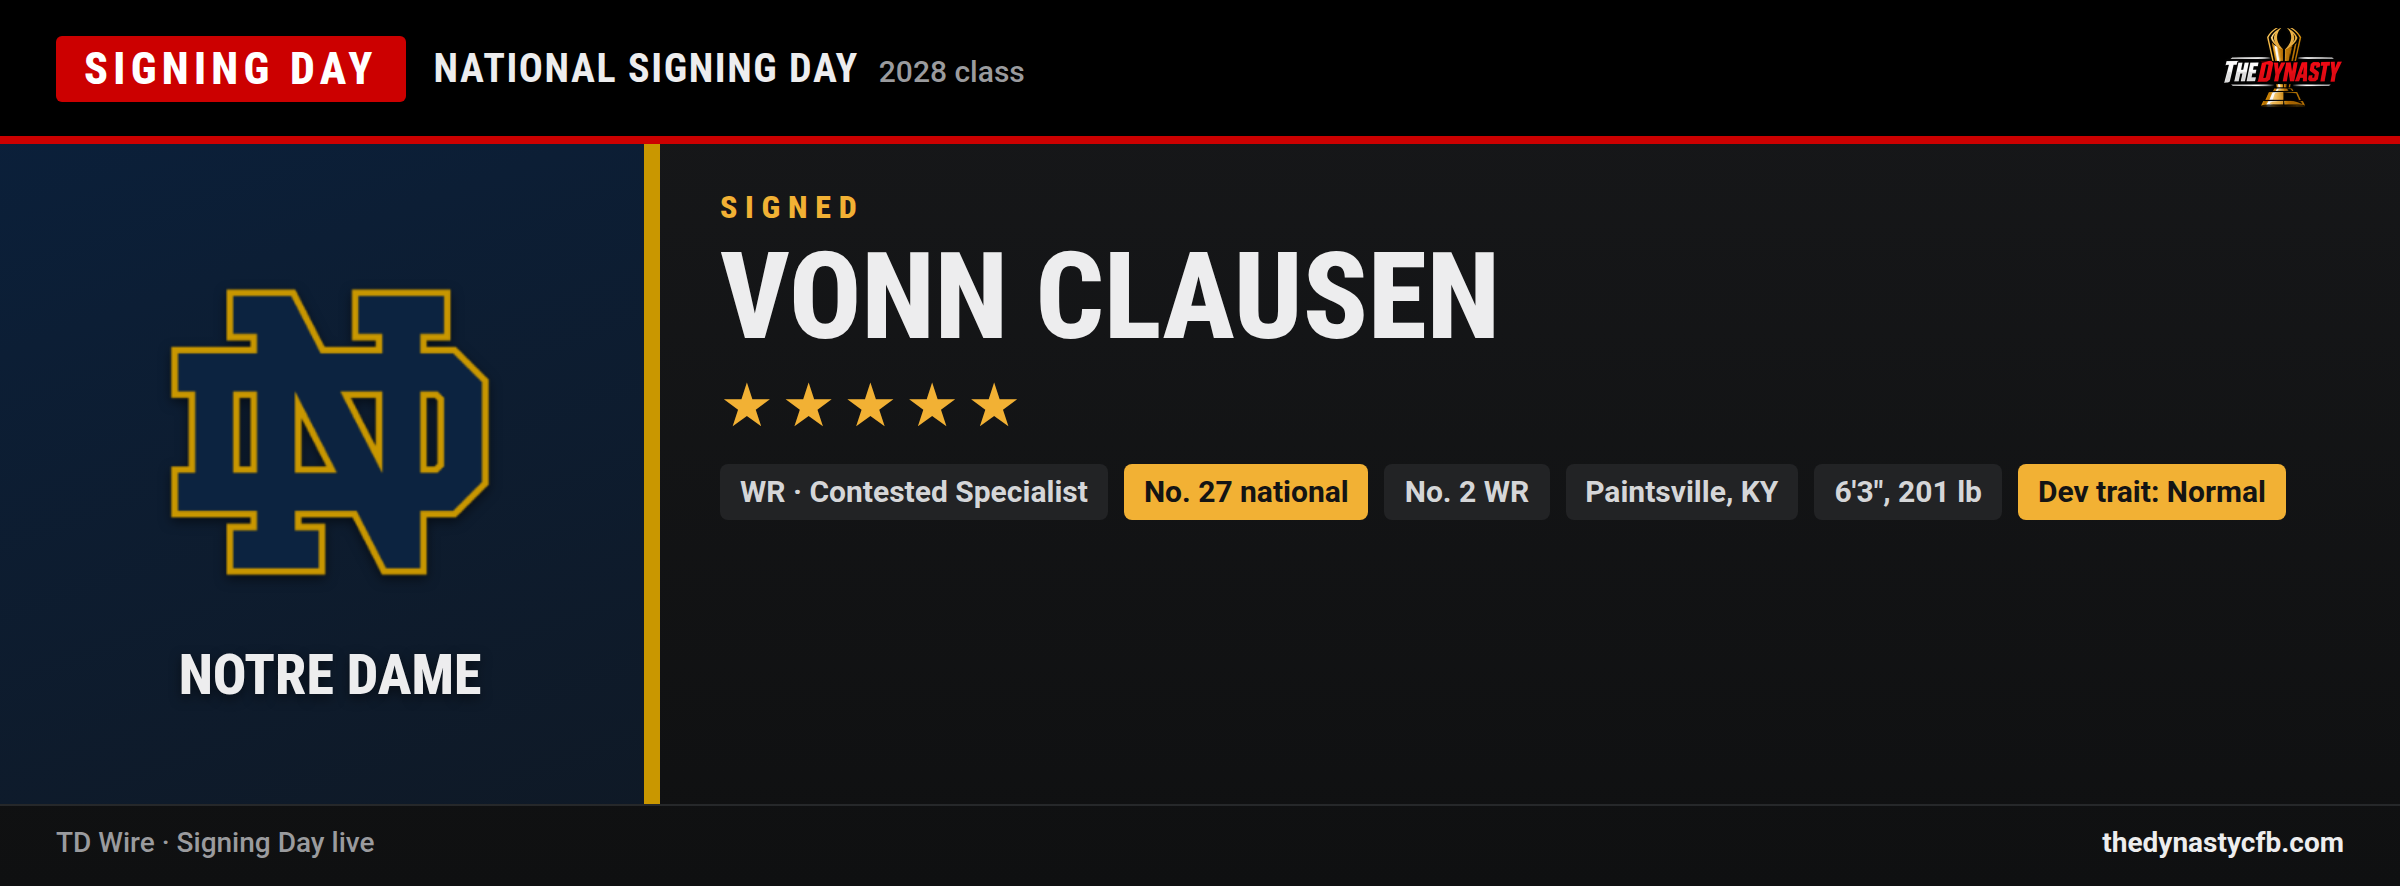 SIGNING DAY NATIONAL SIGNING DAY 2028 class
THE DYNASTY
SIGNED
VONN CLAUSEN
★★★★★
WR · Contested Specialist No. 27 national No. 2 WR Paintsville, KY 6'3", 201 lb Dev trait: Normal
NOTRE DAME
TD Wire · Signing Day live
thedynastycfb.com